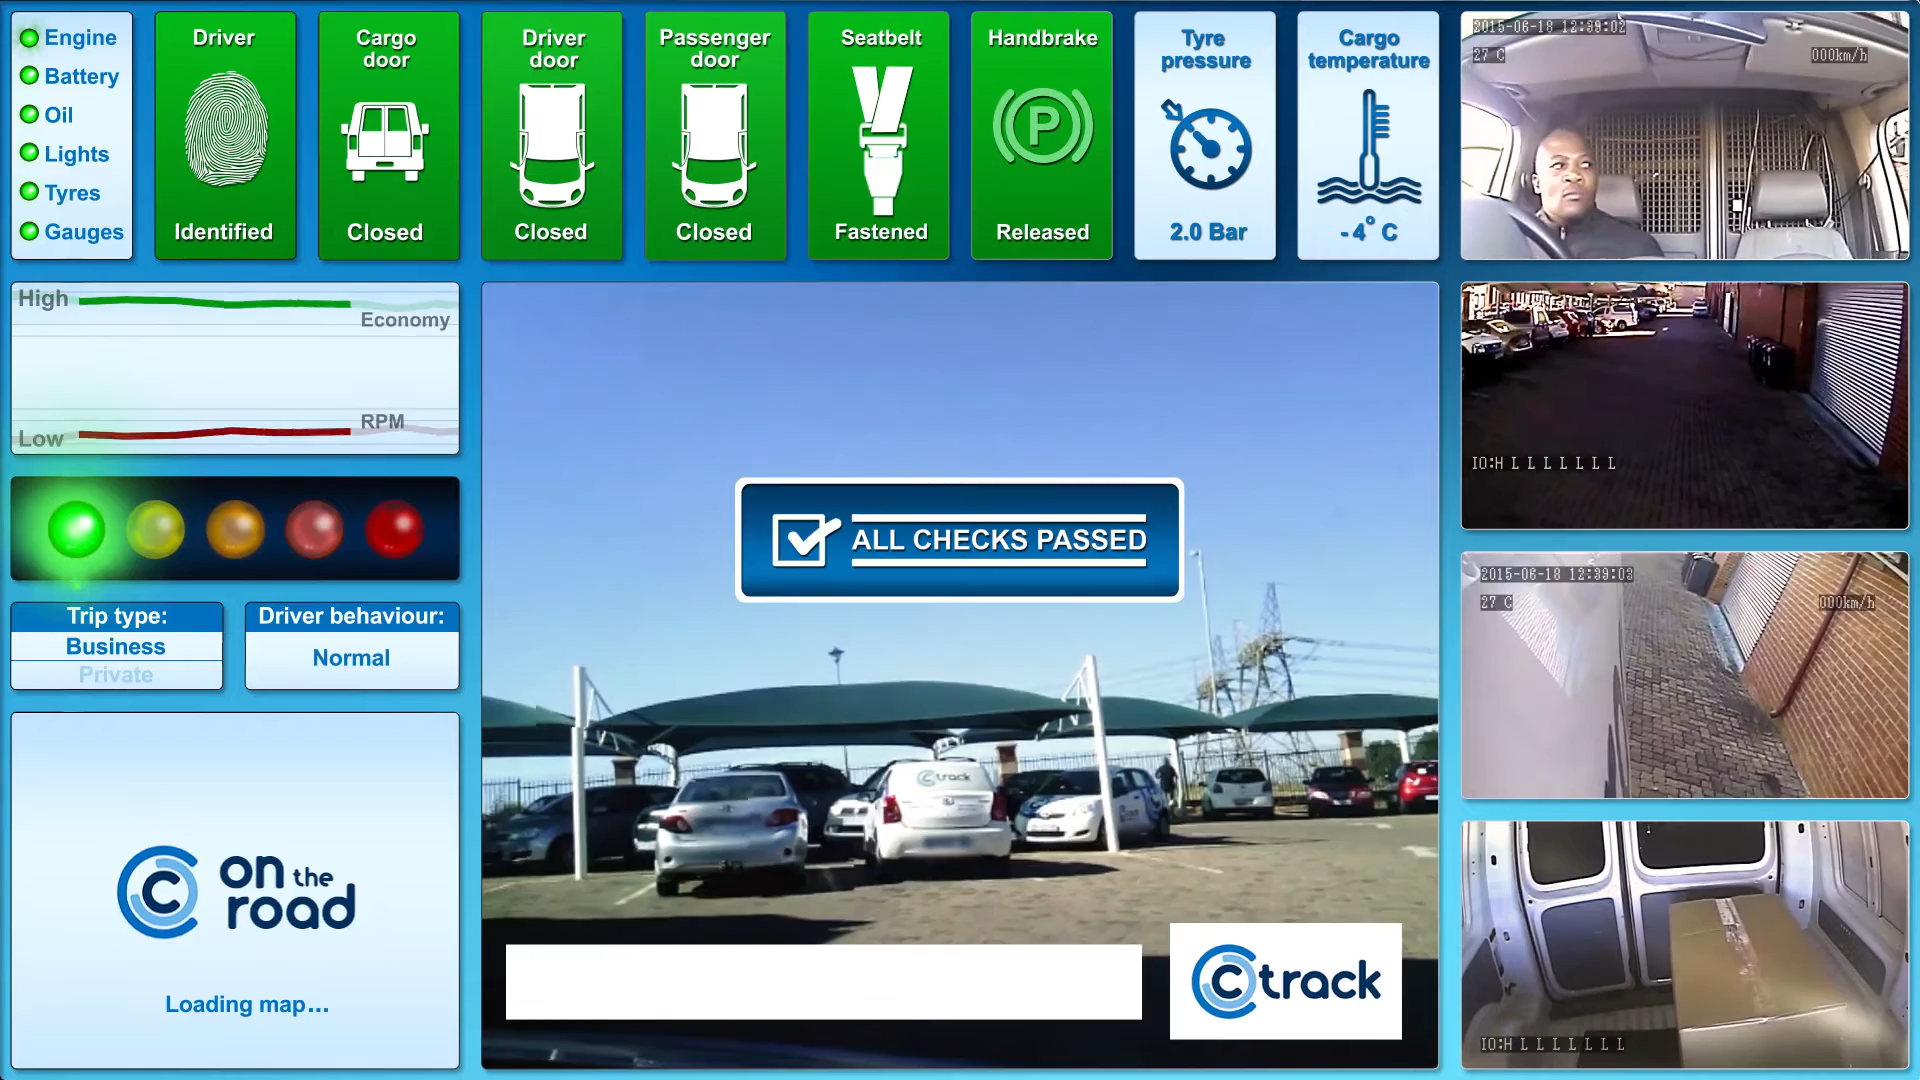 Engine
Battery
Oil
Lights
Tyres
Gauges
Driver
Identified
Cargo
door
Closed
Driver
door
Closed
Passenger
door
Closed
Seatbelt
Fastened
Handbrake
P
Released
Tyre
pressure
2.0 Bar
Cargo
temperature
-4° C
2015-06-18 12:39:02
27 C 000km/h
High
Economy
RPM
Low
IO:H L L L L L L L
ALL CHECKS PASSED
2015-06-18 12:39:03
27 C 000km/h
Trip type:
Business
Private
Driver behaviour:
Normal
Ctrack
C on the
road
Loading map...
Ctrack
IO:H L L L L L L L